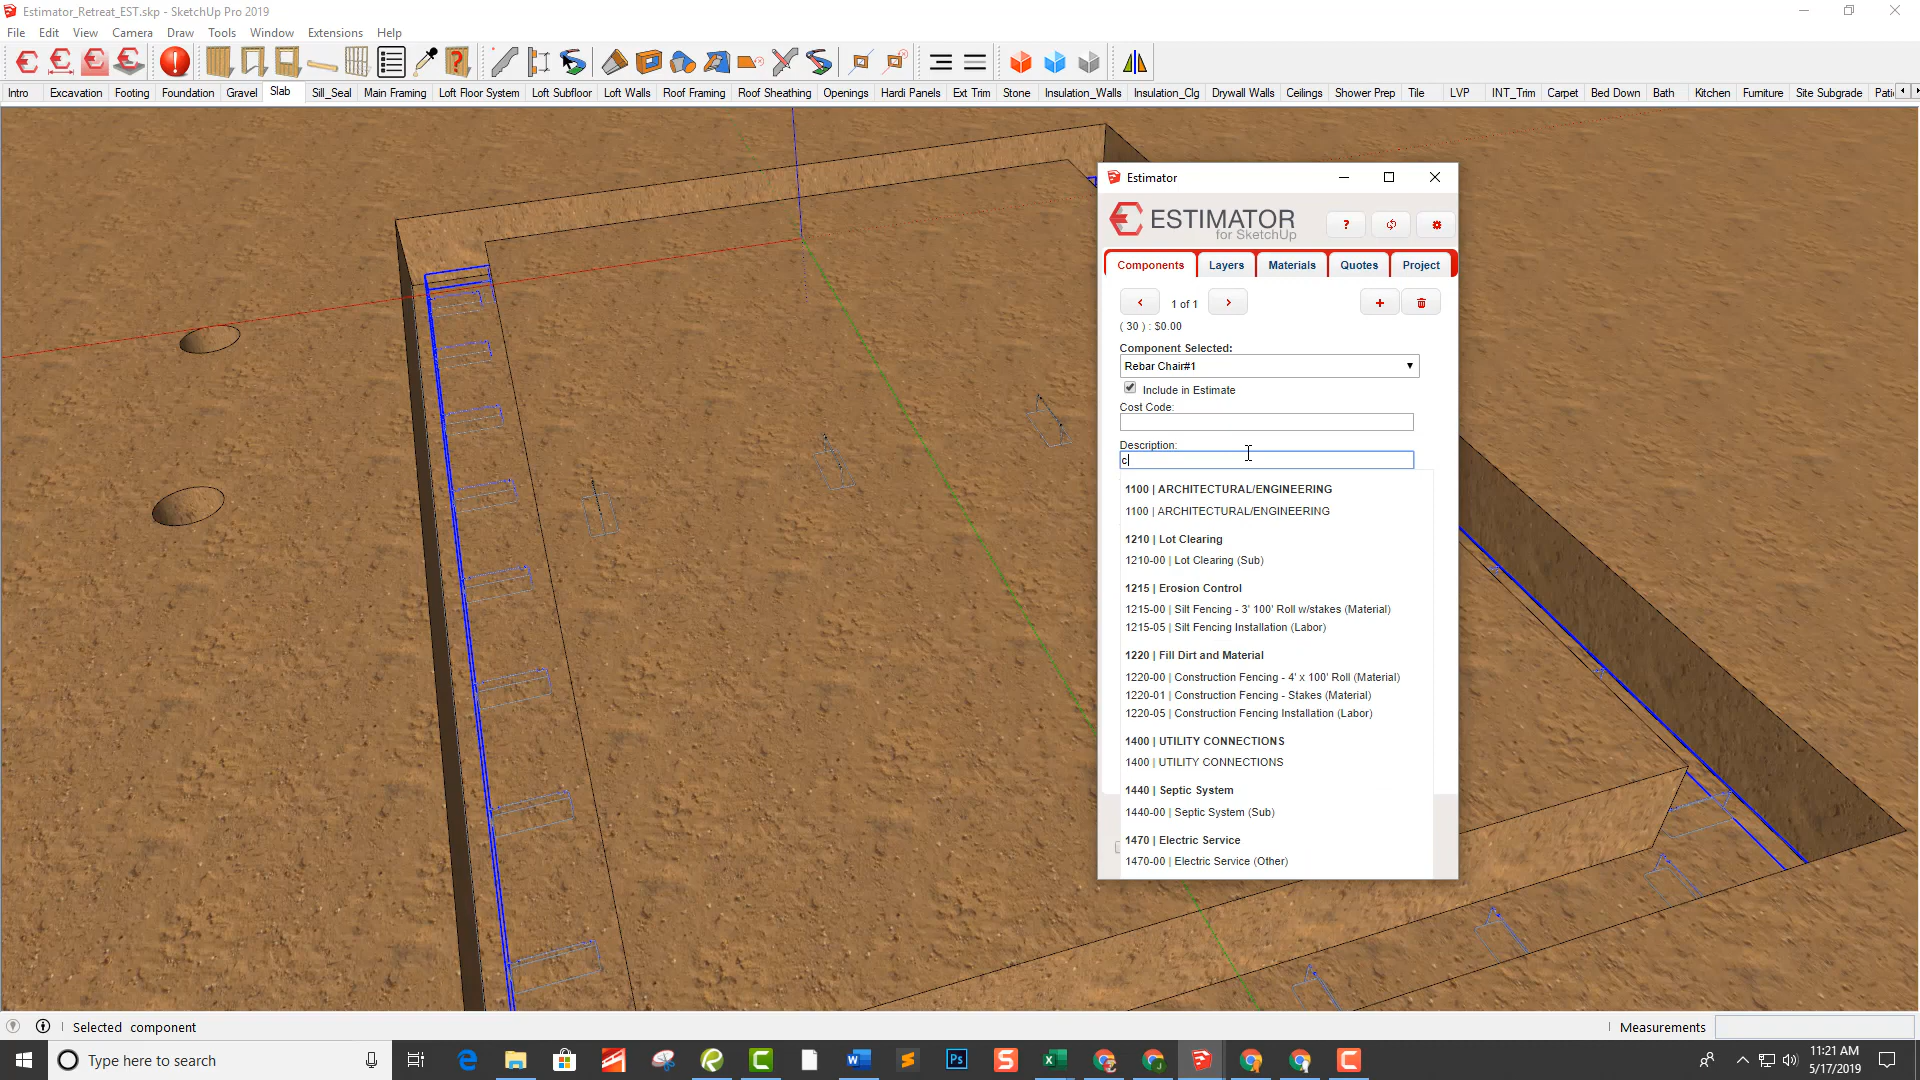 Estimator_Retreat_EST.skp - SketchUp Pro 2019
File Edit View Camera Draw Tools Window Extensions Help
Intro Excavation Footing Foundation Gravel Slab Sill_Seal Main Framing Loft Floor System Loft Subfloor Loft Walls Roof Framing Roof Sheathing Openings Hardi Panels Ext Trim Stone Insulation_Walls Insulation_Clg Drywall Walls Ceilings Shower Prep Tile LVP INT_Trim Carpet Bed Down Bath Kitchen Furniture Site Subgrade Pati
Estimator
ESTIMATOR
for SketchUp
Components Layers Materials Quotes Project
1 of 1
( 30 ) : $0.00
Component Selected:
Rebar Chair#1
Include in Estimate
Cost Code:
Description:
c
1100 | ARCHITECTURAL/ENGINEERING
1100 | ARCHITECTURAL/ENGINEERING
1210 | Lot Clearing
1210-00 | Lot Clearing (Sub)
1215 | Erosion Control
1215-00 | Silt Fencing - 3' 100' Roll w/stakes (Material)
1215-05 | Silt Fencing Installation (Labor)
1220 | Fill Dirt and Material
1220-00 | Construction Fencing - 4' x 100' Roll (Material)
1220-01 | Construction Fencing - Stakes (Material)
1220-05 | Construction Fencing Installation (Labor)
1400 | UTILITY CONNECTIONS
1400 | UTILITY CONNECTIONS
1440 | Septic System
1440-00 | Septic System (Sub)
1470 | Electric Service
1470-00 | Electric Service (Other)
Selected component
Measurements
Type here to search
11:21 AM
5/17/2019